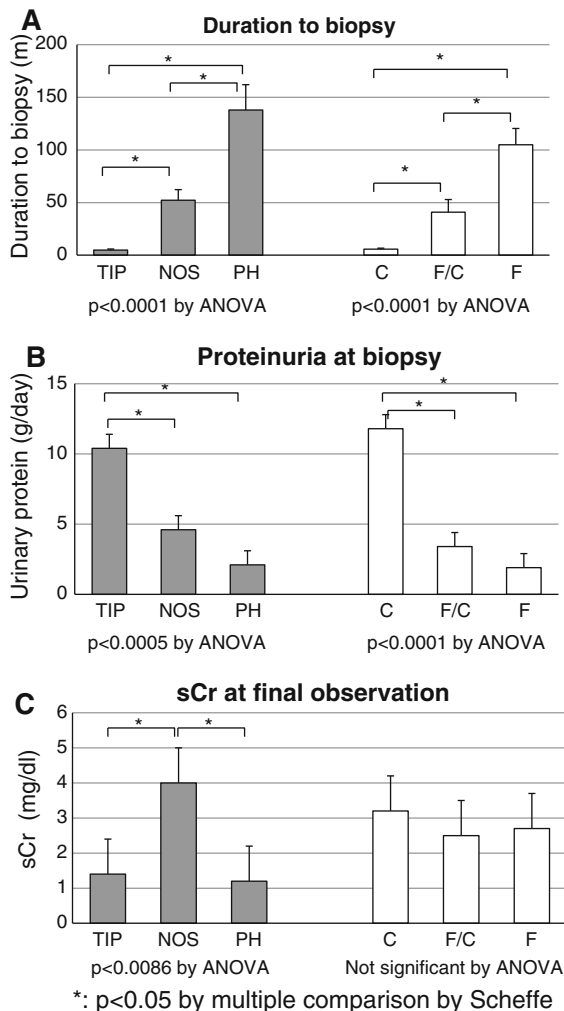 A
Duration to biopsy
Duration to biopsy (m)
200
150
100
50
0
* * * * * *
TIP NOS PH C F/C F
p<0.0001 by ANOVA p<0.0001 by ANOVA
B
Proteinuria at biopsy
Urinary protein (g/day)
15
10
5
0
* * * *
TIP NOS PH C F/C F
p<0.0005 by ANOVA p<0.0001 by ANOVA
C
sCr at final observation
sCr (mg/dl)
6
5
4
3
2
1
0
* *
TIP NOS PH C F/C F
p<0.0086 by ANOVA Not significant by ANOVA
*: p<0.05 by multiple comparison by Scheffe